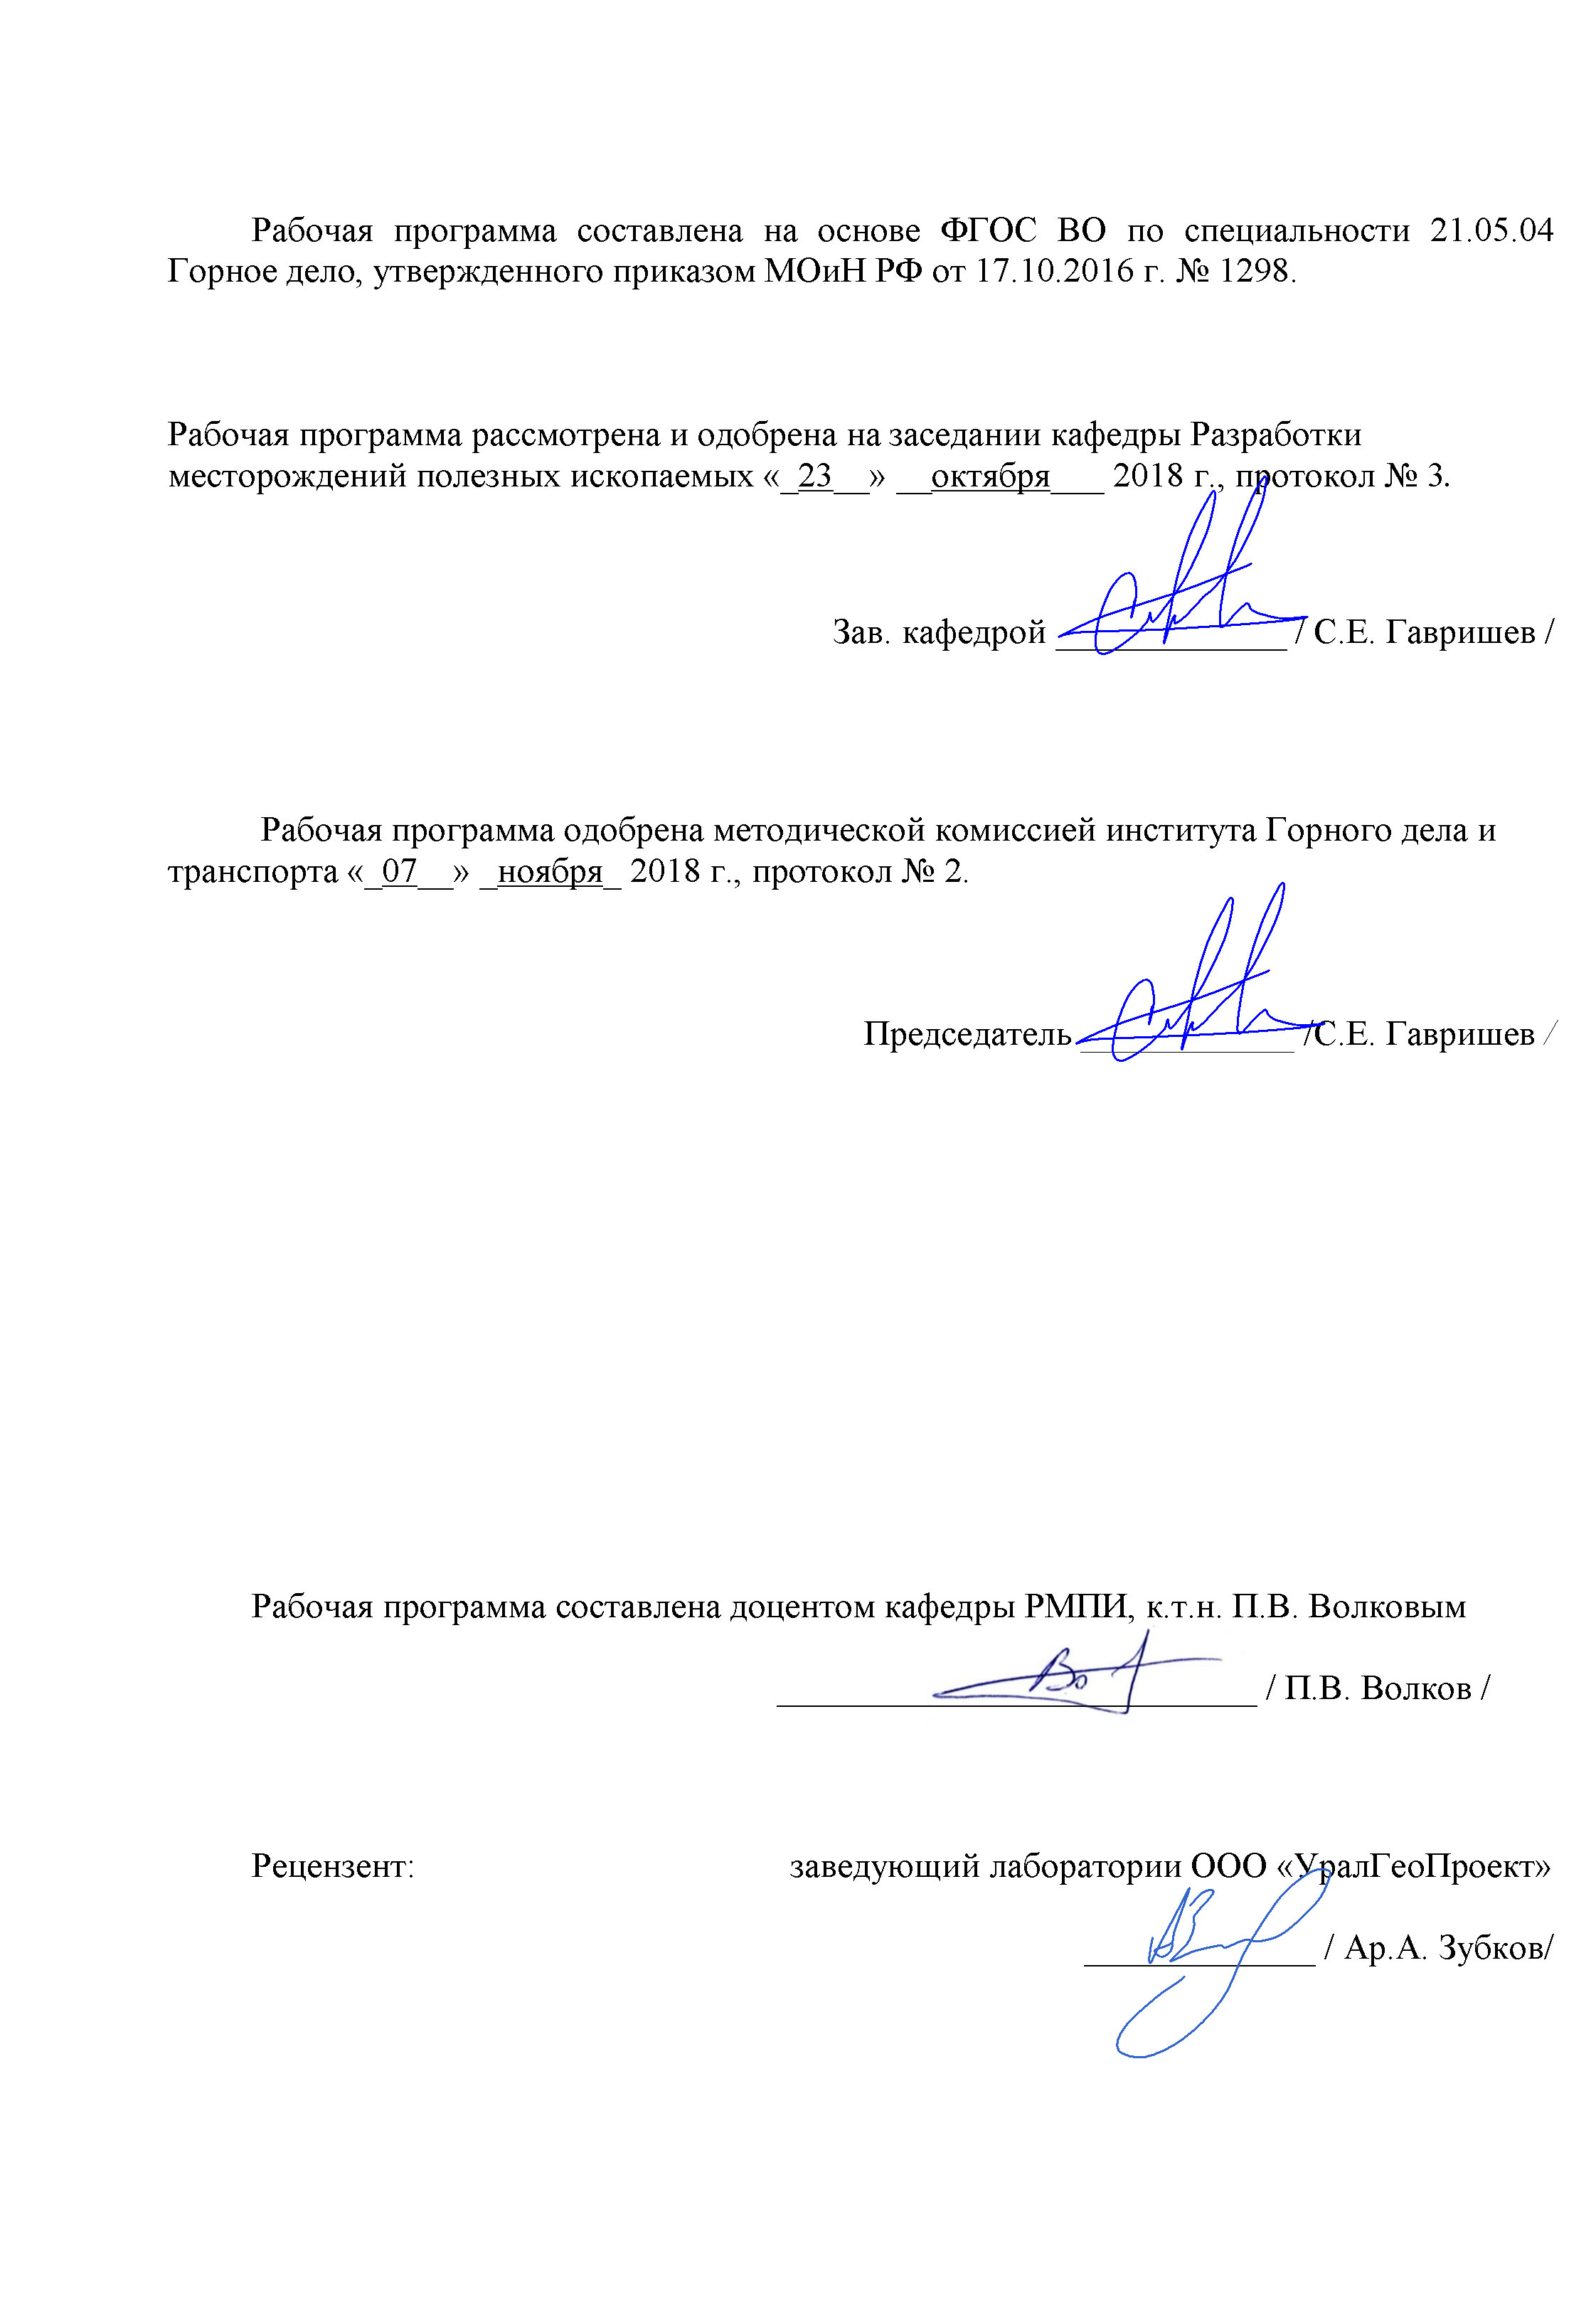 Рабочая программа составлена на основе ФГОС ВО по специальности 21.05.04
Горное дело, утвержденного приказом МОиН РФ от 17.10.2016 г. № 1298.
Рабочая программа рассмотрена и одобрена на заседании кафедры Разработки
месторождений полезных ископаемых «_23__» __октября___ 2018 г., протокол № 3.
Зав. кафедрой _____________ / С.Е. Гавришев /
Рабочая программа одобрена методической комиссией института Горного дела и
транспорта «_07__» _ноября_ 2018 г., протокол № 2.
Председатель ____________ /С.Е. Гавришев /
Рабочая программа составлена доцентом кафедры РМПИ, к.т.н. П.В. Волковым
___________________________ / П.В. Волков /
Рецензент: заведующий лаборатории ООО «УралГеоПроект»
_____________ / Ар.А. Зубков/